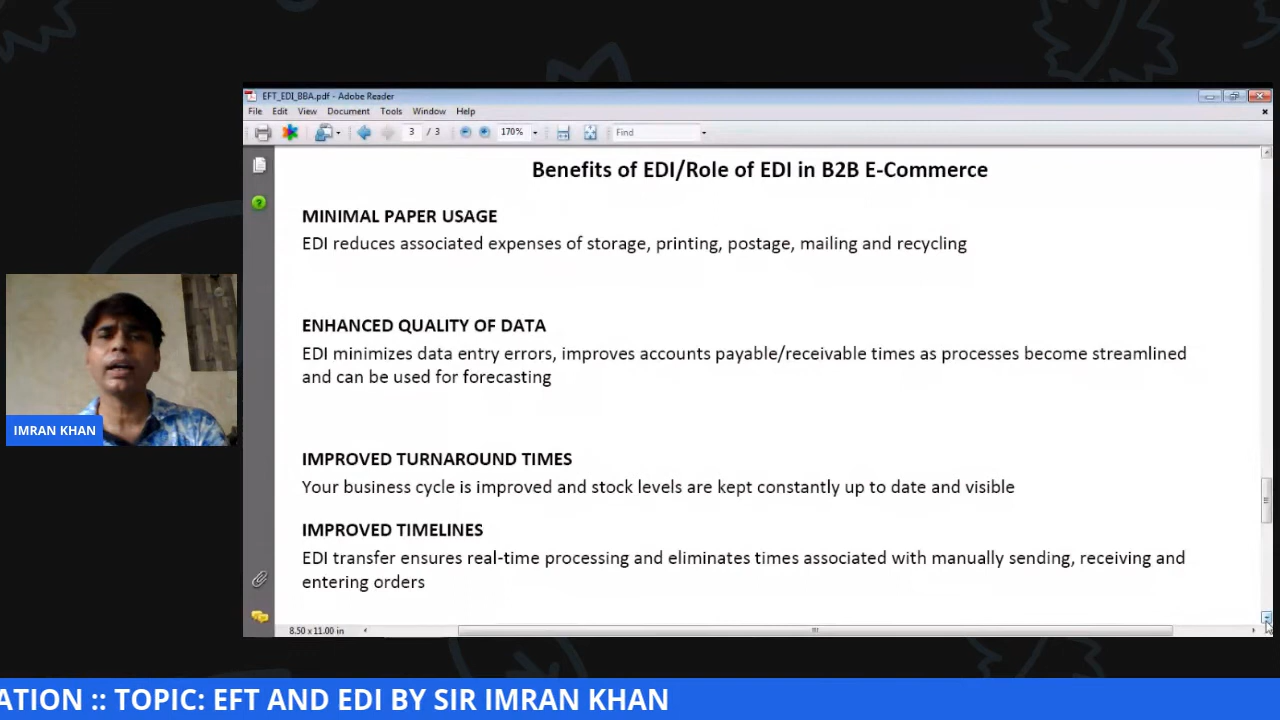 EFT_EDI_BBA.pdf - Adobe Reader
File Edit View Document Tools Window Help
3 / 3 170% Find
Benefits of EDI/Role of EDI in B2B E-Commerce
MINIMAL PAPER USAGE
EDI reduces associated expenses of storage, printing, postage, mailing and recycling
ENHANCED QUALITY OF DATA
EDI minimizes data entry errors, improves accounts payable/receivable times as processes become streamlined
and can be used for forecasting
IMPROVED TURNAROUND TIMES
Your business cycle is improved and stock levels are kept constantly up to date and visible
IMPROVED TIMELINES
EDI transfer ensures real-time processing and eliminates times associated with manually sending, receiving and
entering orders
8.50 x 11.00 in
IMRAN KHAN
ATION :: TOPIC: EFT AND EDI BY SIR IMRAN KHAN